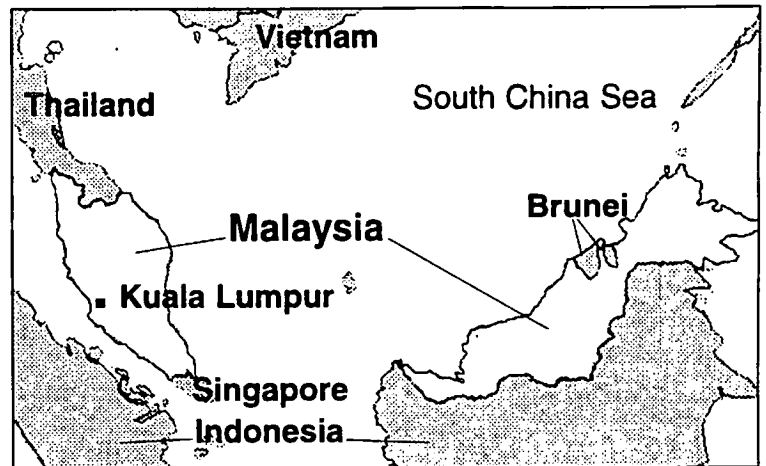 Vietnam
Thailand
South China Sea
Brunei
Malaysia
Kuala Lumpur
Singapore
Indonesia